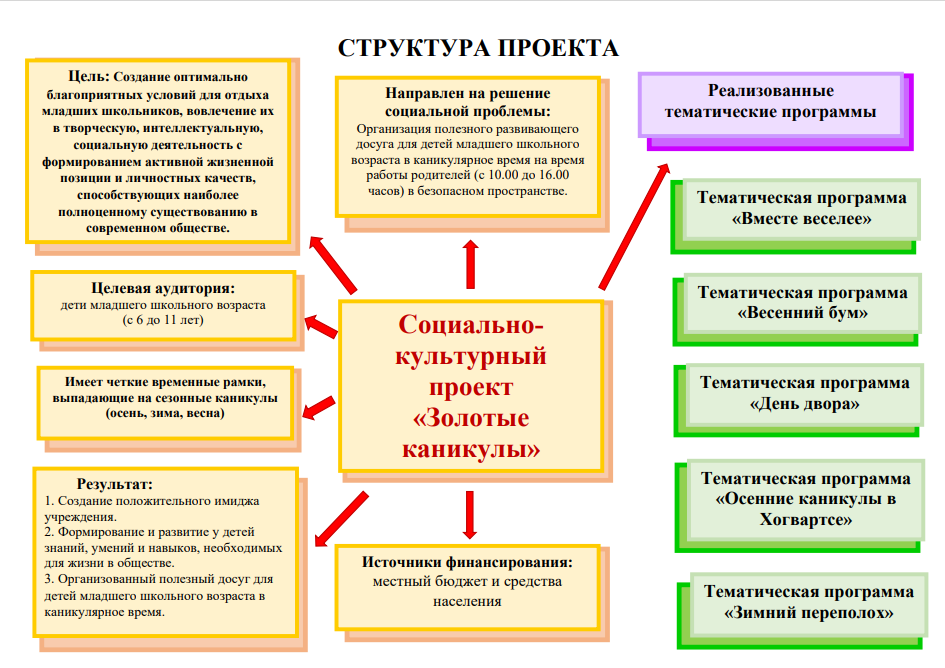 СТРУКТУРА ПРОЕКТА
Цель: Создание оптимально
благоприятных условий для отдыха
младших школьников, вовлечение их
в творческую, интеллектуальную,
социальную деятельность с
формированием активной жизненной
позиции и личностных качеств,
способствующих наиболее
полноценному существованию в
современном обществе.
Направлен на решение
социальной проблемы:
Организация полезного развивающего
досуга для детей младшего школьного
возраста в каникулярное время на время
работы родителей (с 10.00 до 16.00
часов) в безопасном пространстве.
Реализованные
тематические программы
Целевая аудитория:
дети младшего школьного возраста
(с 6 до 11 лет)
Имеет четкие временные рамки,
выпадающие на сезонные каникулы
(осень, зима, весна)
Результат:
1. Создание положительного имиджа
учреждения.
2. Формирование и развитие у детей
знаний, умений и навыков, необходимых
для жизни в обществе.
3. Организованный полезный досуг для
детей младшего школьного возраста в
каникулярное время.
Социально-
культурный
проект
«Золотые
каникулы»
Источники финансирования:
местный бюджет и средства
населения
Тематическая программа
«Вместе веселее»
Тематическая программа
«Весенний бум»
Тематическая программа
«День двора»
Тематическая программа
«Осенние каникулы в
Хогвартсе»
Тематическая программа
«Зимний переполох»